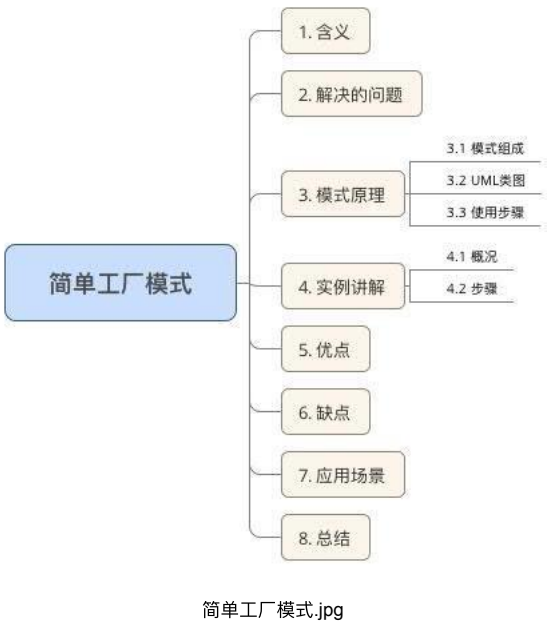 简单工厂模式
1. 含义
2. 解决的问题
3. 模式原理
3.1 模式组成
3.2 UML类图
3.3 使用步骤
4. 实例讲解
4.1 概况
4.2 步骤
5. 优点
6. 缺点
7. 应用场景
8. 总结
简单工厂模式.jpg